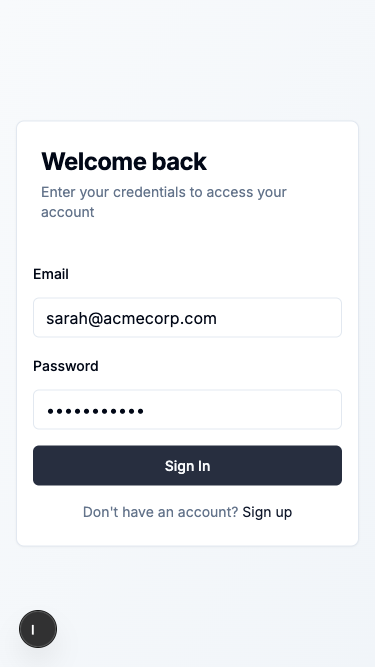 Welcome back
Enter your credentials to access your
account
Email
sarah@acmecorp.com
Password
•••••••••••
Sign In
Don't have an account? Sign up